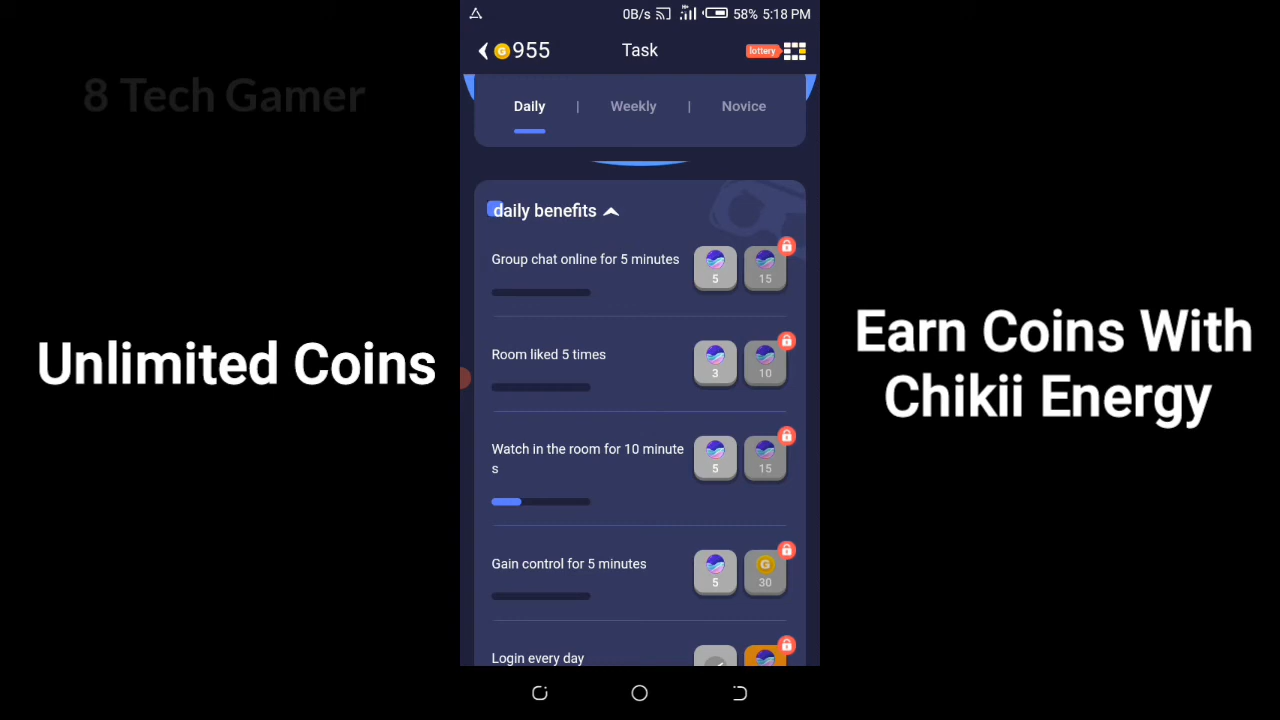 0B/s 58% 5:18 PM
G 955 Task lottery
8 Tech Gamer
Daily | Weekly | Novice
daily benefits
Group chat online for 5 minutes
5 15
Room liked 5 times
3 10
Watch in the room for 10 minute
s
5 15
Gain control for 5 minutes
G
5 30
Login every day
Unlimited Coins
Earn Coins With
Chikii Energy